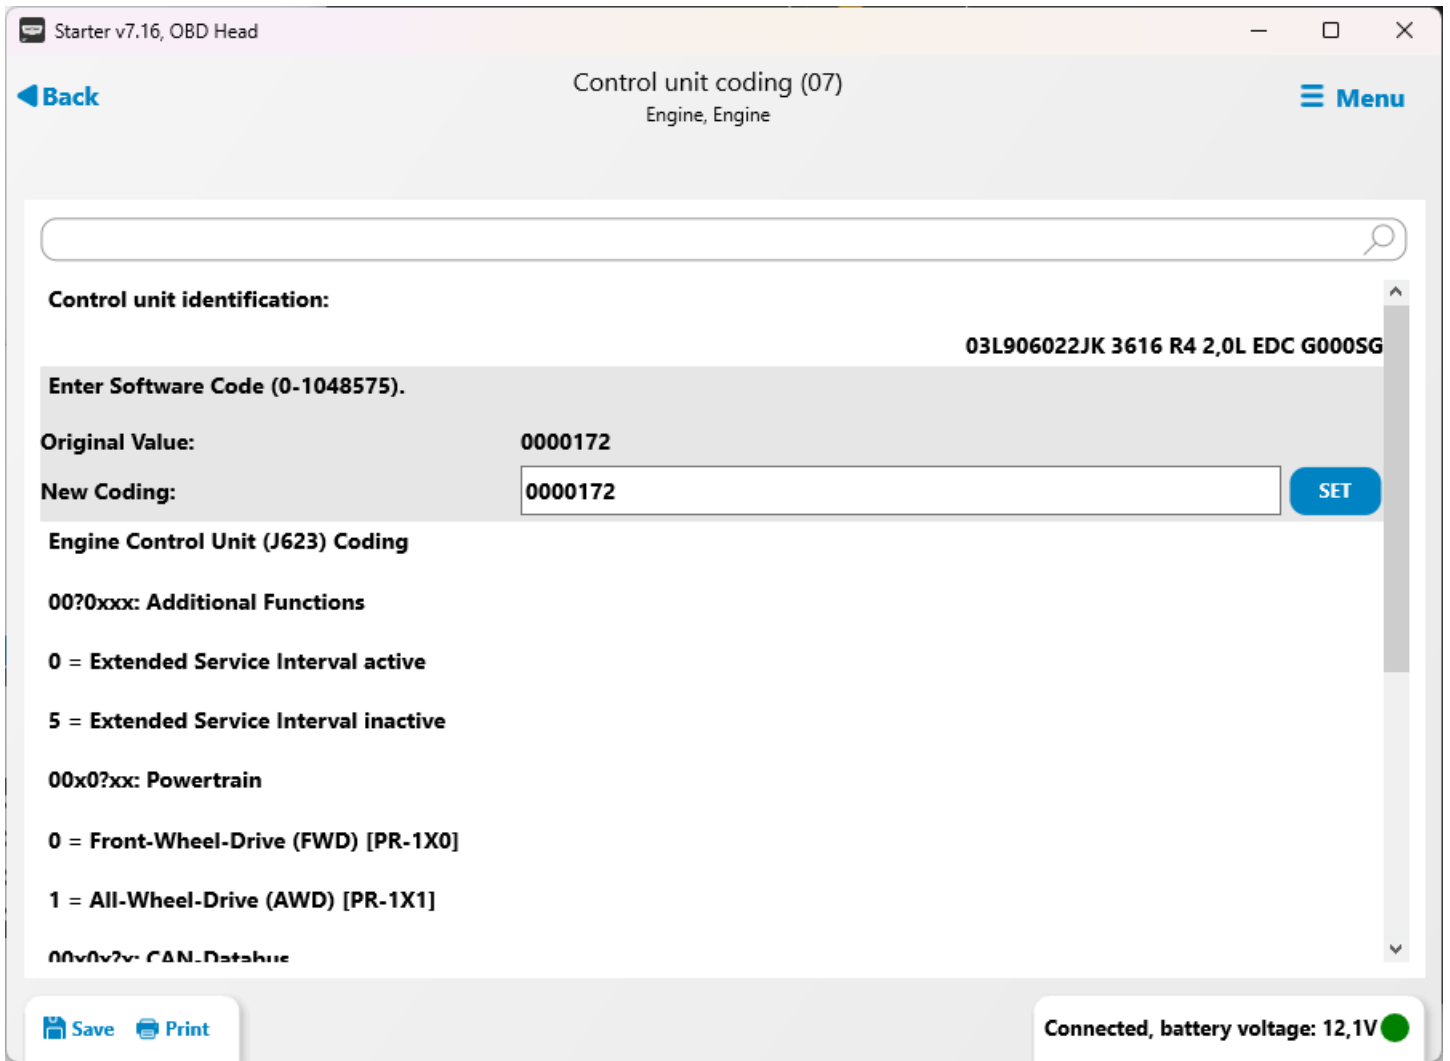 Starter v7.16, OBD Head
Back
Control unit coding (07)
Menu
Engine, Engine
Control unit identification:
03L906022JK 3616 R4 2,0L EDC G000SG
Enter Software Code (0-1048575).
Original Value: 0000172
New Coding: 0000172 SET
Engine Control Unit (J623) Coding
00?0xxx: Additional Functions
0 = Extended Service Interval active
5 = Extended Service Interval inactive
00x0?xx: Powertrain
0 = Front-Wheel-Drive (FWD) [PR-1X0]
1 = All-Wheel-Drive (AWD) [PR-1X1]
00x0x?x: CAN-Databus
Save Print
Connected, battery voltage: 12,1V